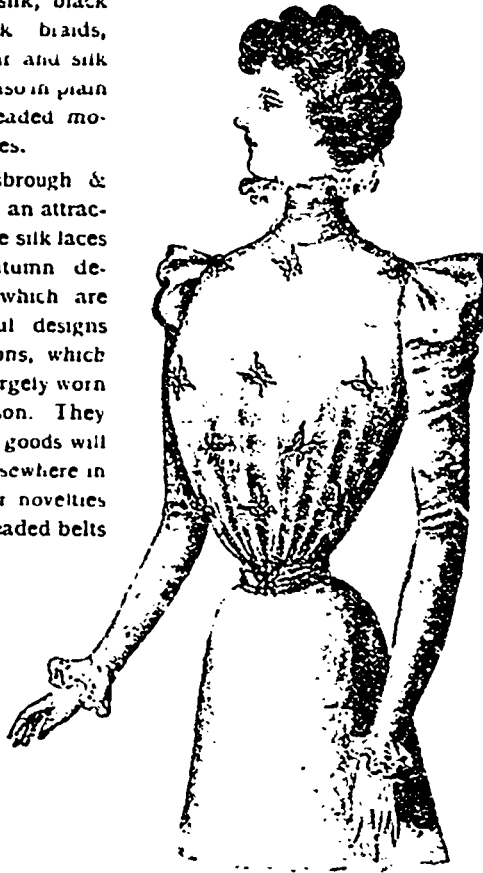 silk, black
k braids,
and silk
also in plain
eaded mo-
es.
sbrough &
an attrac-
e silk laces
tumn de-
which are
ul designs
ons, which
rgely worn
son. They
goods will
sewhere in
r novelties
eaded belts